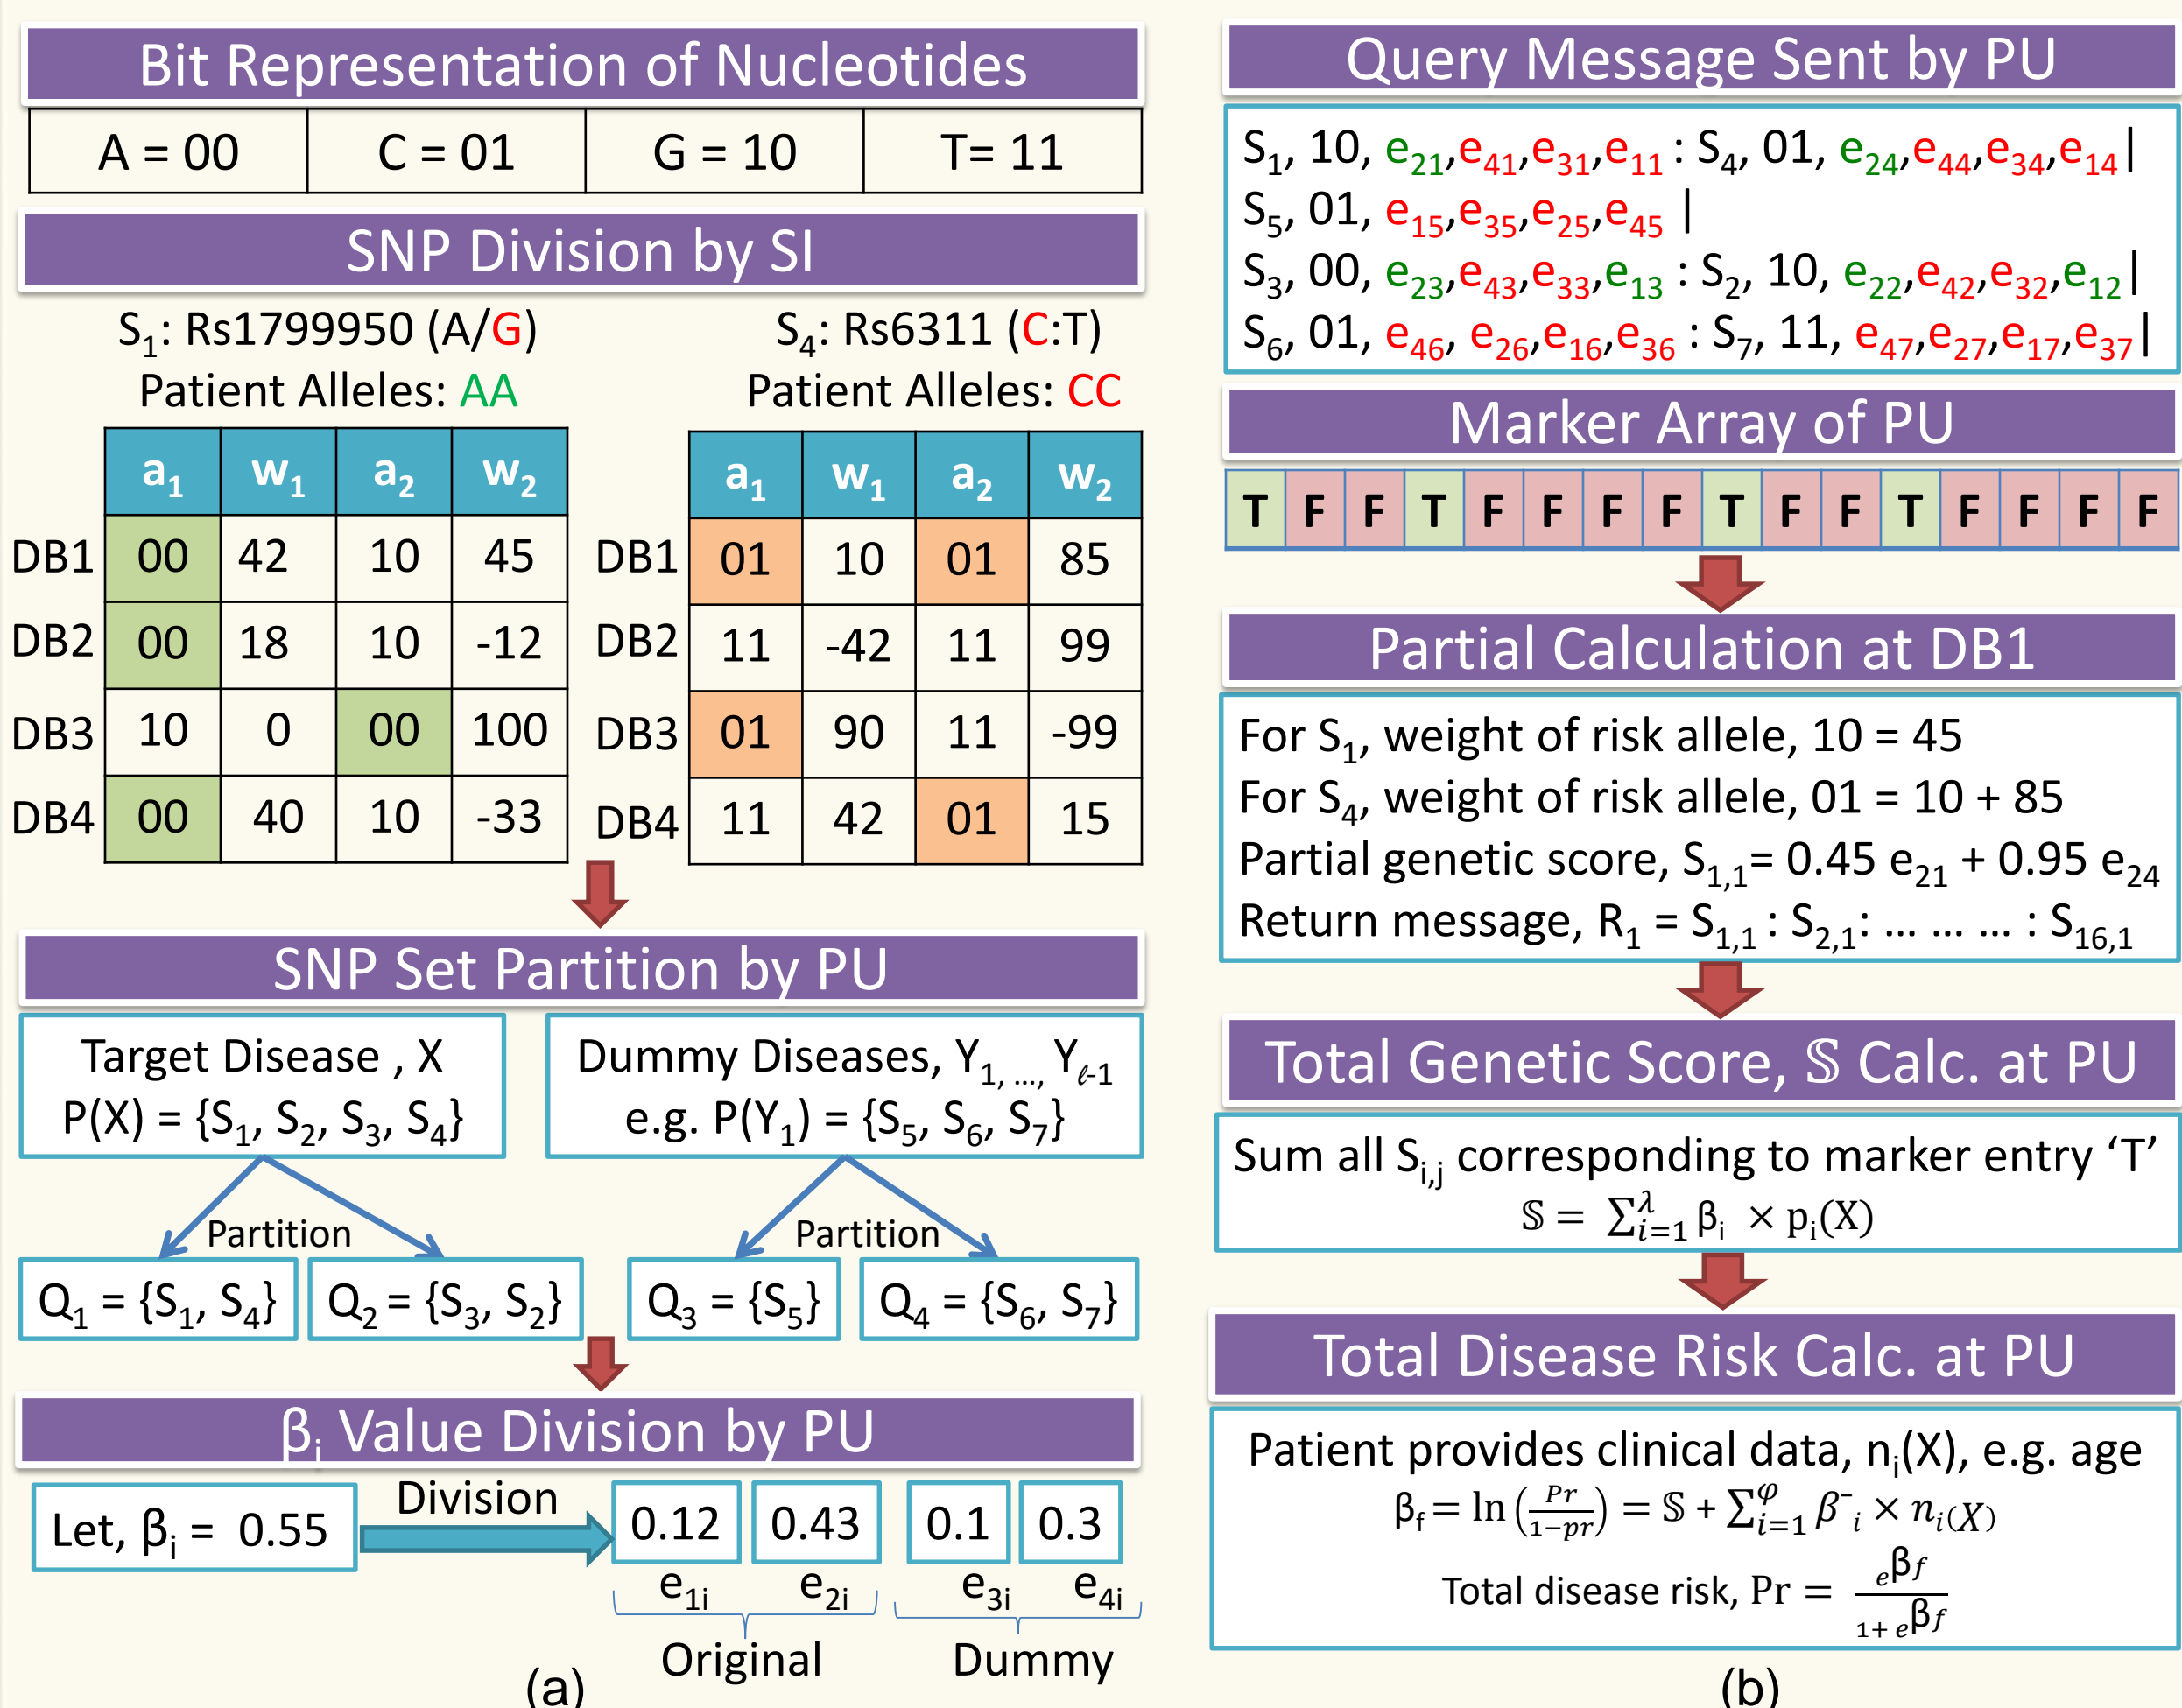 Bit Representation of Nucleotides
A = 00 C = 01 G = 10 T= 11
SNP Division by SI
S1: Rs1799950 (A/G)
Patient Alleles: AA
a1 w1 a2 w2
DB1 00 42 10 45
DB2 00 18 10 -12
DB3 10 0 00 100
DB4 00 40 10 -33
S4: Rs6311 (C:T)
Patient Alleles: CC
a1 w1 a2 w2
DB1 01 10 01 85
DB2 11 -42 11 99
DB3 01 90 11 -99
DB4 11 42 01 15
SNP Set Partition by PU
Target Disease , X
P(X) = {S1, S2, S3, S4}
Dummy Diseases, Y1, ..., Yℓ-1
e.g. P(Y1) = {S5, S6, S7}
Partition
Partition
Q1 = {S1, S4}
Q2 = {S3, S2}
Q3 = {S5}
Q4 = {S6, S7}
βi Value Division by PU
Let, βi = 0.55
Division
0.12 0.43 0.1 0.3
e1i e2i e3i e4i
Original Dummy
(a)
Query Message Sent by PU
S1, 10, e21,e41,e31,e11 : S4, 01, e24,e44,e34,e14 |
S5, 01, e15,e35,e25,e45 |
S3, 00, e23,e43,e33,e13 : S2, 10, e22,e42,e32,e12 |
S6, 01, e46, e26,e16,e36 : S7, 11, e47,e27,e17,e37 |
Marker Array of PU
T F F T F F F F T F F T F F F F
Partial Calculation at DB1
For S1, weight of risk allele, 10 = 45
For S4, weight of risk allele, 01 = 10 + 85
Partial genetic score, S1,1= 0.45 e21 + 0.95 e24
Return message, R1 = S1,1 : S2,1: ... ... ... : S16,1
Total Genetic Score, 𝕊 Calc. at PU
Sum all Si,j corresponding to marker entry ‘T’
𝕊 = ∑λi=1 βi × pi(X)
Total Disease Risk Calc. at PU
Patient provides clinical data, ni(X), e.g. age
βf = ln (Pr/1−pr) = 𝕊 + ∑φi=1 β-i × ni(X)
Total disease risk, Pr = eβf / 1+ eβf
(b)